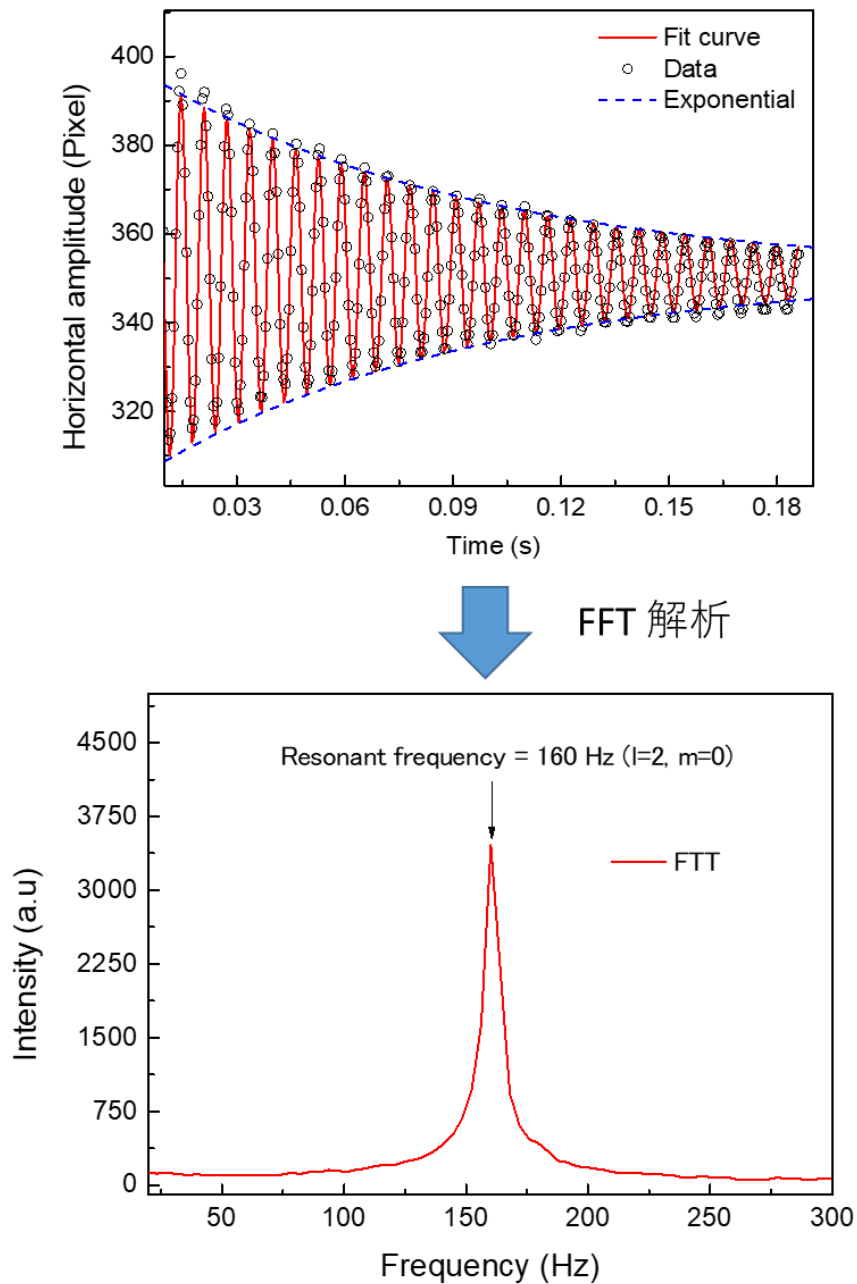 410
400
380
360
340
320
Horizontal amplitude (Pixel)
Fit curve
Data
Exponential
0.03 0.06 0.09 0.12 0.15 0.18
Time (s)
FFT 解析
4500
3750
3000
2250
1500
750
0
Intensity (a.u)
Resonant frequency = 160 Hz (l=2, m=0)
FTT
50 100 150 200 250 300
Frequency (Hz)